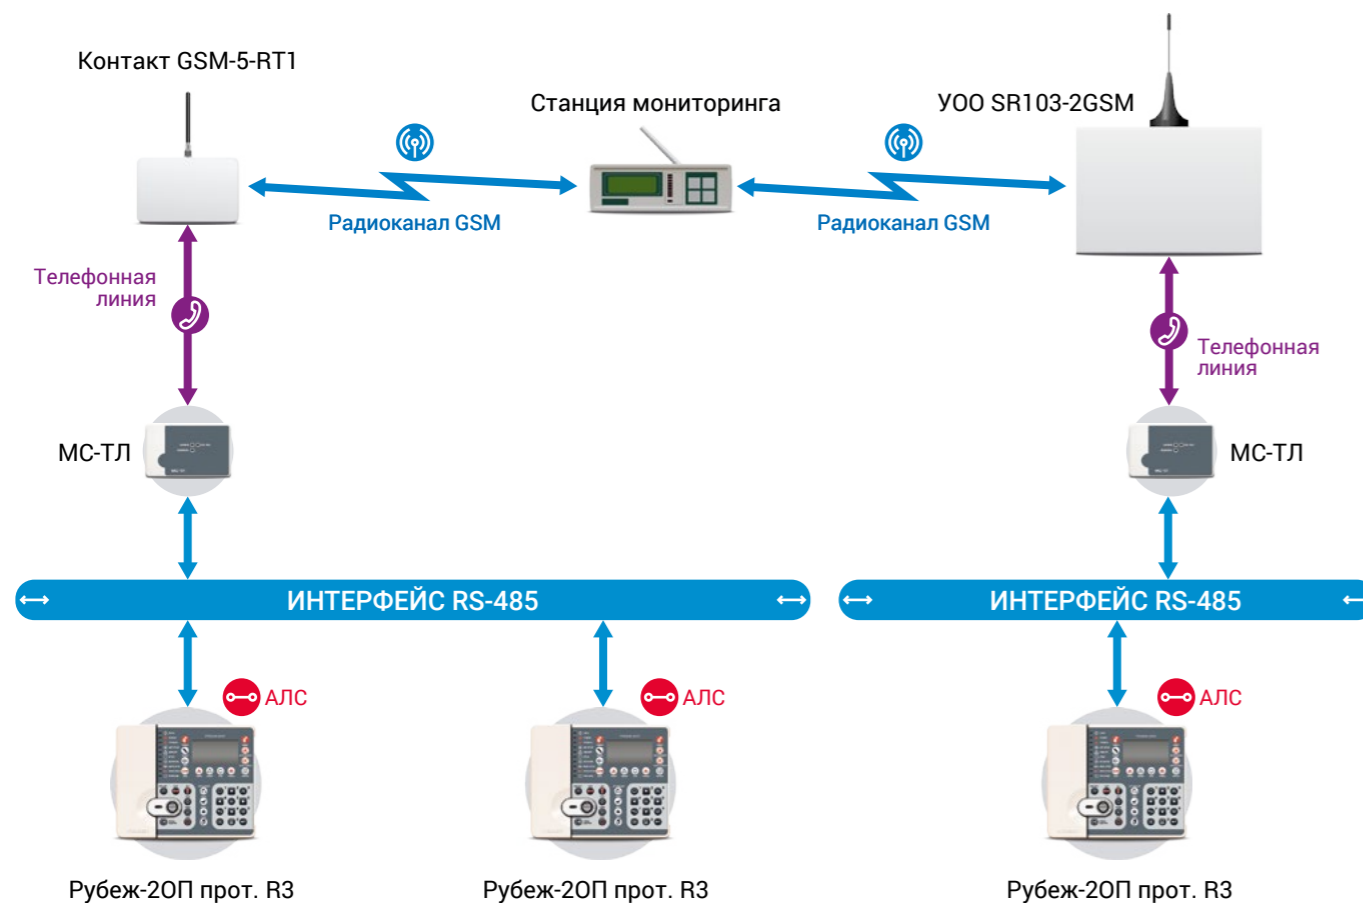 Контакт GSM-5-RT1
Станция мониторинга
УОО SR103-2GSM
Радиоканал GSM
Радиоканал GSM
Телефонная
линия
Телефонная
линия
МС-ТЛ
МС-ТЛ
ИНТЕРФЕЙС RS-485
ИНТЕРФЕЙС RS-485
АЛС
АЛС
АЛС
Рубеж-2ОП прот. R3
Рубеж-2ОП прот. R3
Рубеж-2ОП прот. R3